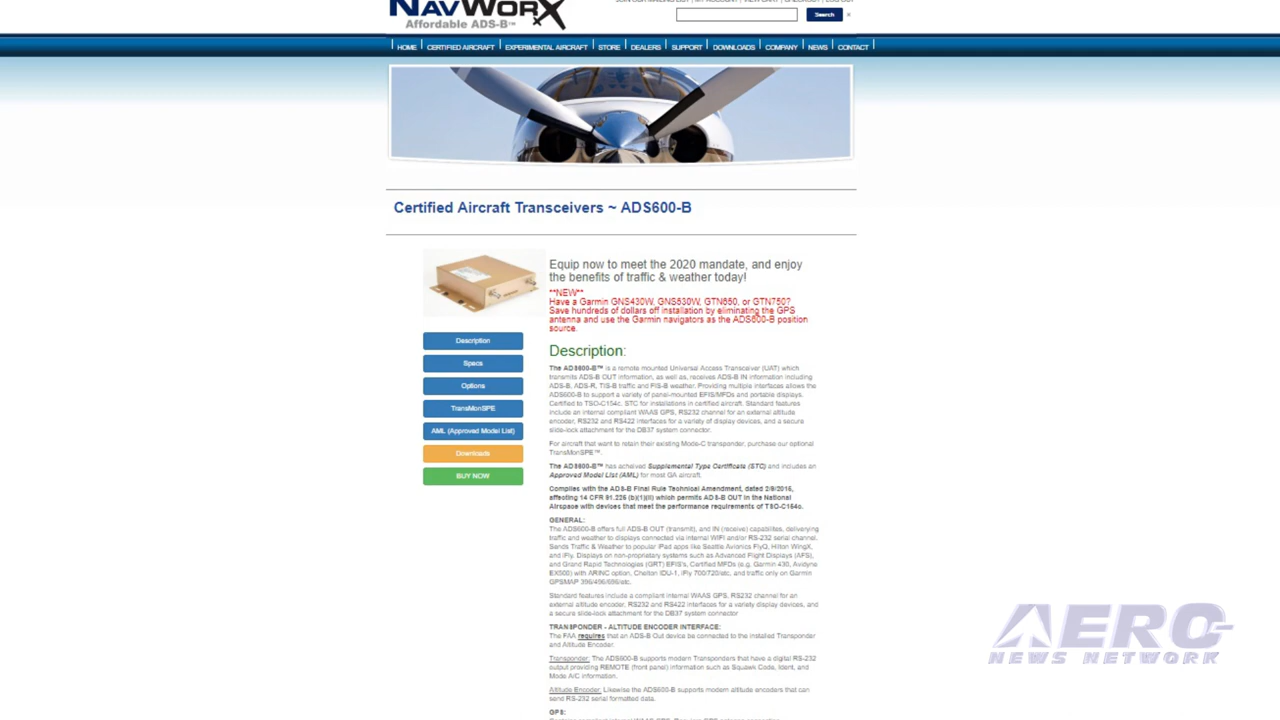 JOIN OUR MAILING LIST | MY ACCOUNT | VIEW CART | CHECKOUT | LOG OUT
NAVWORX
Affordable ADS-B™
Search
HOME CERTIFIED AIRCRAFT EXPERIMENTAL AIRCRAFT STORE DEALERS SUPPORT DOWNLOADS COMPANY NEWS CONTACT
Certified Aircraft Transceivers ~ ADS600-B
Equip now to meet the 2020 mandate, and enjoy
the benefits of traffic & weather today!
**NEW**
Have a Garmin GNS430W, GNS530W, GTN650, or GTN750?
Save hundreds of dollars off installation by eliminating the GPS
antenna and use the Garmin navigators as the ADS600-B position
source.
Description
Specs
Options
TransMonSPE
AML (Approved Model List)
Downloads
BUY NOW
Description:
The ADS600-B™ is a remote mounted Universal Access Transceiver (UAT) which
transmits ADS-B OUT information, as well as, receives ADS-B IN information including
ADS-B, ADS-R, TIS-B traffic and FIS-B weather. Providing multiple interfaces allows the
ADS600-B to support a variety of panel-mounted EFIS/MFDs and portable displays.
Certified to TSO-C154c, STC for installations in certified aircraft. Standard features
include an internal compliant WAAS GPS, RS232 channel for an external altitude
encoder, RS232 and RS422 interfaces for a variety of display devices, and a secure
slide-lock attachment for the DB37 system connector.
For aircraft that want to retain their existing Mode-C transponder, purchase our optional
TransMonSPE™.
The ADS600-B™ has acheived Supplemental Type Certificate (STC) and includes an
Approved Model List (AML) for most GA aircraft.
Complies with the ADS-B Final Rule Technical Amendment, dated 2/9/2015,
affecting 14 CFR 91.225 (b)(1)(ii) which permits ADS-B OUT in the National
Airspace with devices that meet the performance requirements of TSO-C154c.
GENERAL:
The ADS600-B offers full ADS-B OUT (transmit), and IN (receive) capabilites, deliverying
traffic and weather to displays connected via internal WIFI and/or RS-232 serial channel.
Sends Traffic & Weather to popular iPad apps like Seattle Avionics FlyQ, Hilton WingX,
and iFly. Displays on non-proprietary systems such as Advanced Flight Displays (AFS),
and Grand Rapid Technologies (GRT) EFIS's, Certified MFDs (e.g. Garmin 430, Avidyne
EX500) with ARINC option, Chelton IDU-1, iFly 700/720/etc, and traffic only on Garmin
GPSMAP 396/496/696/etc.
Standard features include a compliant internal WAAS GPS, RS232 channel for an
external altitude encoder, RS232 and RS422 interfaces for a variety display devices, and
a secure slide-lock attachment for the DB37 system connector
TRANSPONDER - ALTITUDE ENCODER INTERFACE:
The FAA requires that an ADS-B Out device be connected to the installed Transponder
and Altitude Encoder.
Transponder: The ADS600-B supports modern Transponders that have a digital RS-232
output providing REMOTE (front panel) information such as Squawk Code, Ident, and
Mode A/C information.
Altitude Encoder: Likewise the ADS600-B supports modern altitude encoders that can
send RS-232 serial formatted data.
GPS:
AERO
NEWS NETWORK